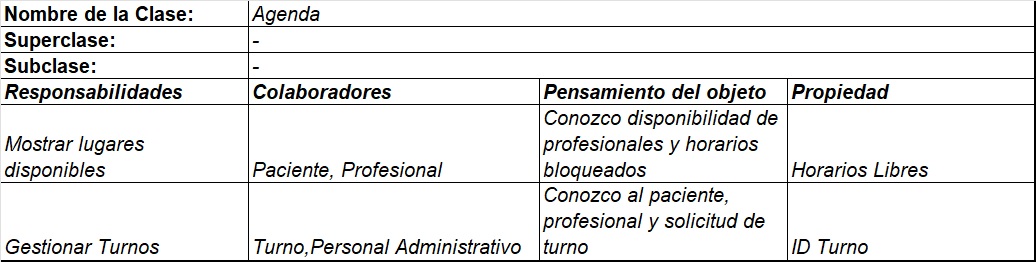 Nombre de la Clase: Agenda
Superclase: -
Subclase: -
Responsabilidades Colaboradores Pensamiento del objeto Propiedad
Mostrar lugares
disponibles
Paciente, Profesional
Conozco disponibilidad de
profesionales y horarios
bloqueados
Horarios Libres
Gestionar Turnos
Turno,Personal Administrativo
Conozco al paciente,
profesional y solicitud de
turno
ID Turno